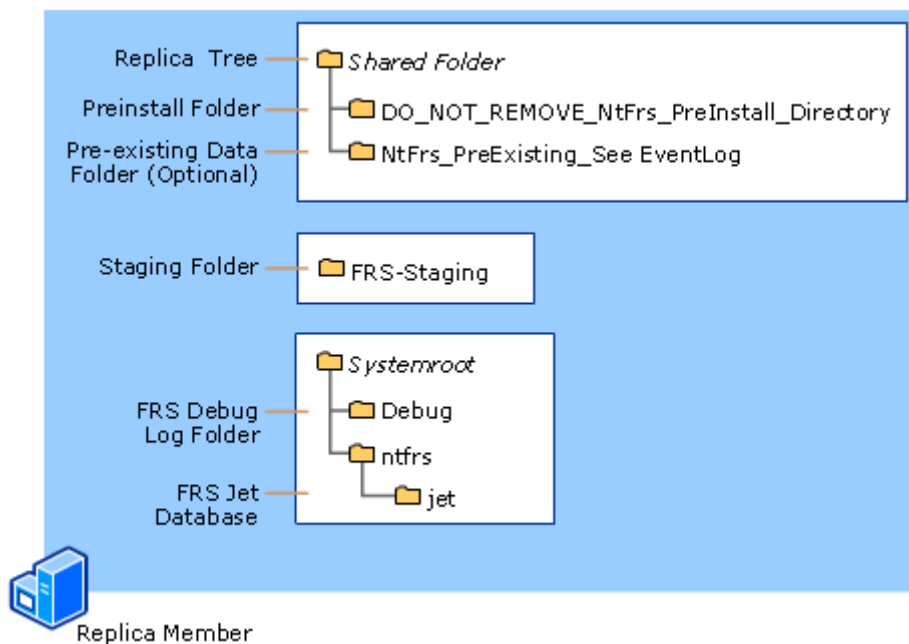 Replica Tree
Shared Folder
Preinstall Folder
DO_NOT_REMOVE_NtFrs_PreInstall_Directory
Pre-existing Data
Folder (Optional)
NtFrs_PreExisting_See EventLog
Staging Folder
FRS-Staging
Systemroot
FRS Debug
Log Folder
Debug
ntfrs
FRS Jet
Database
jet
Replica Member